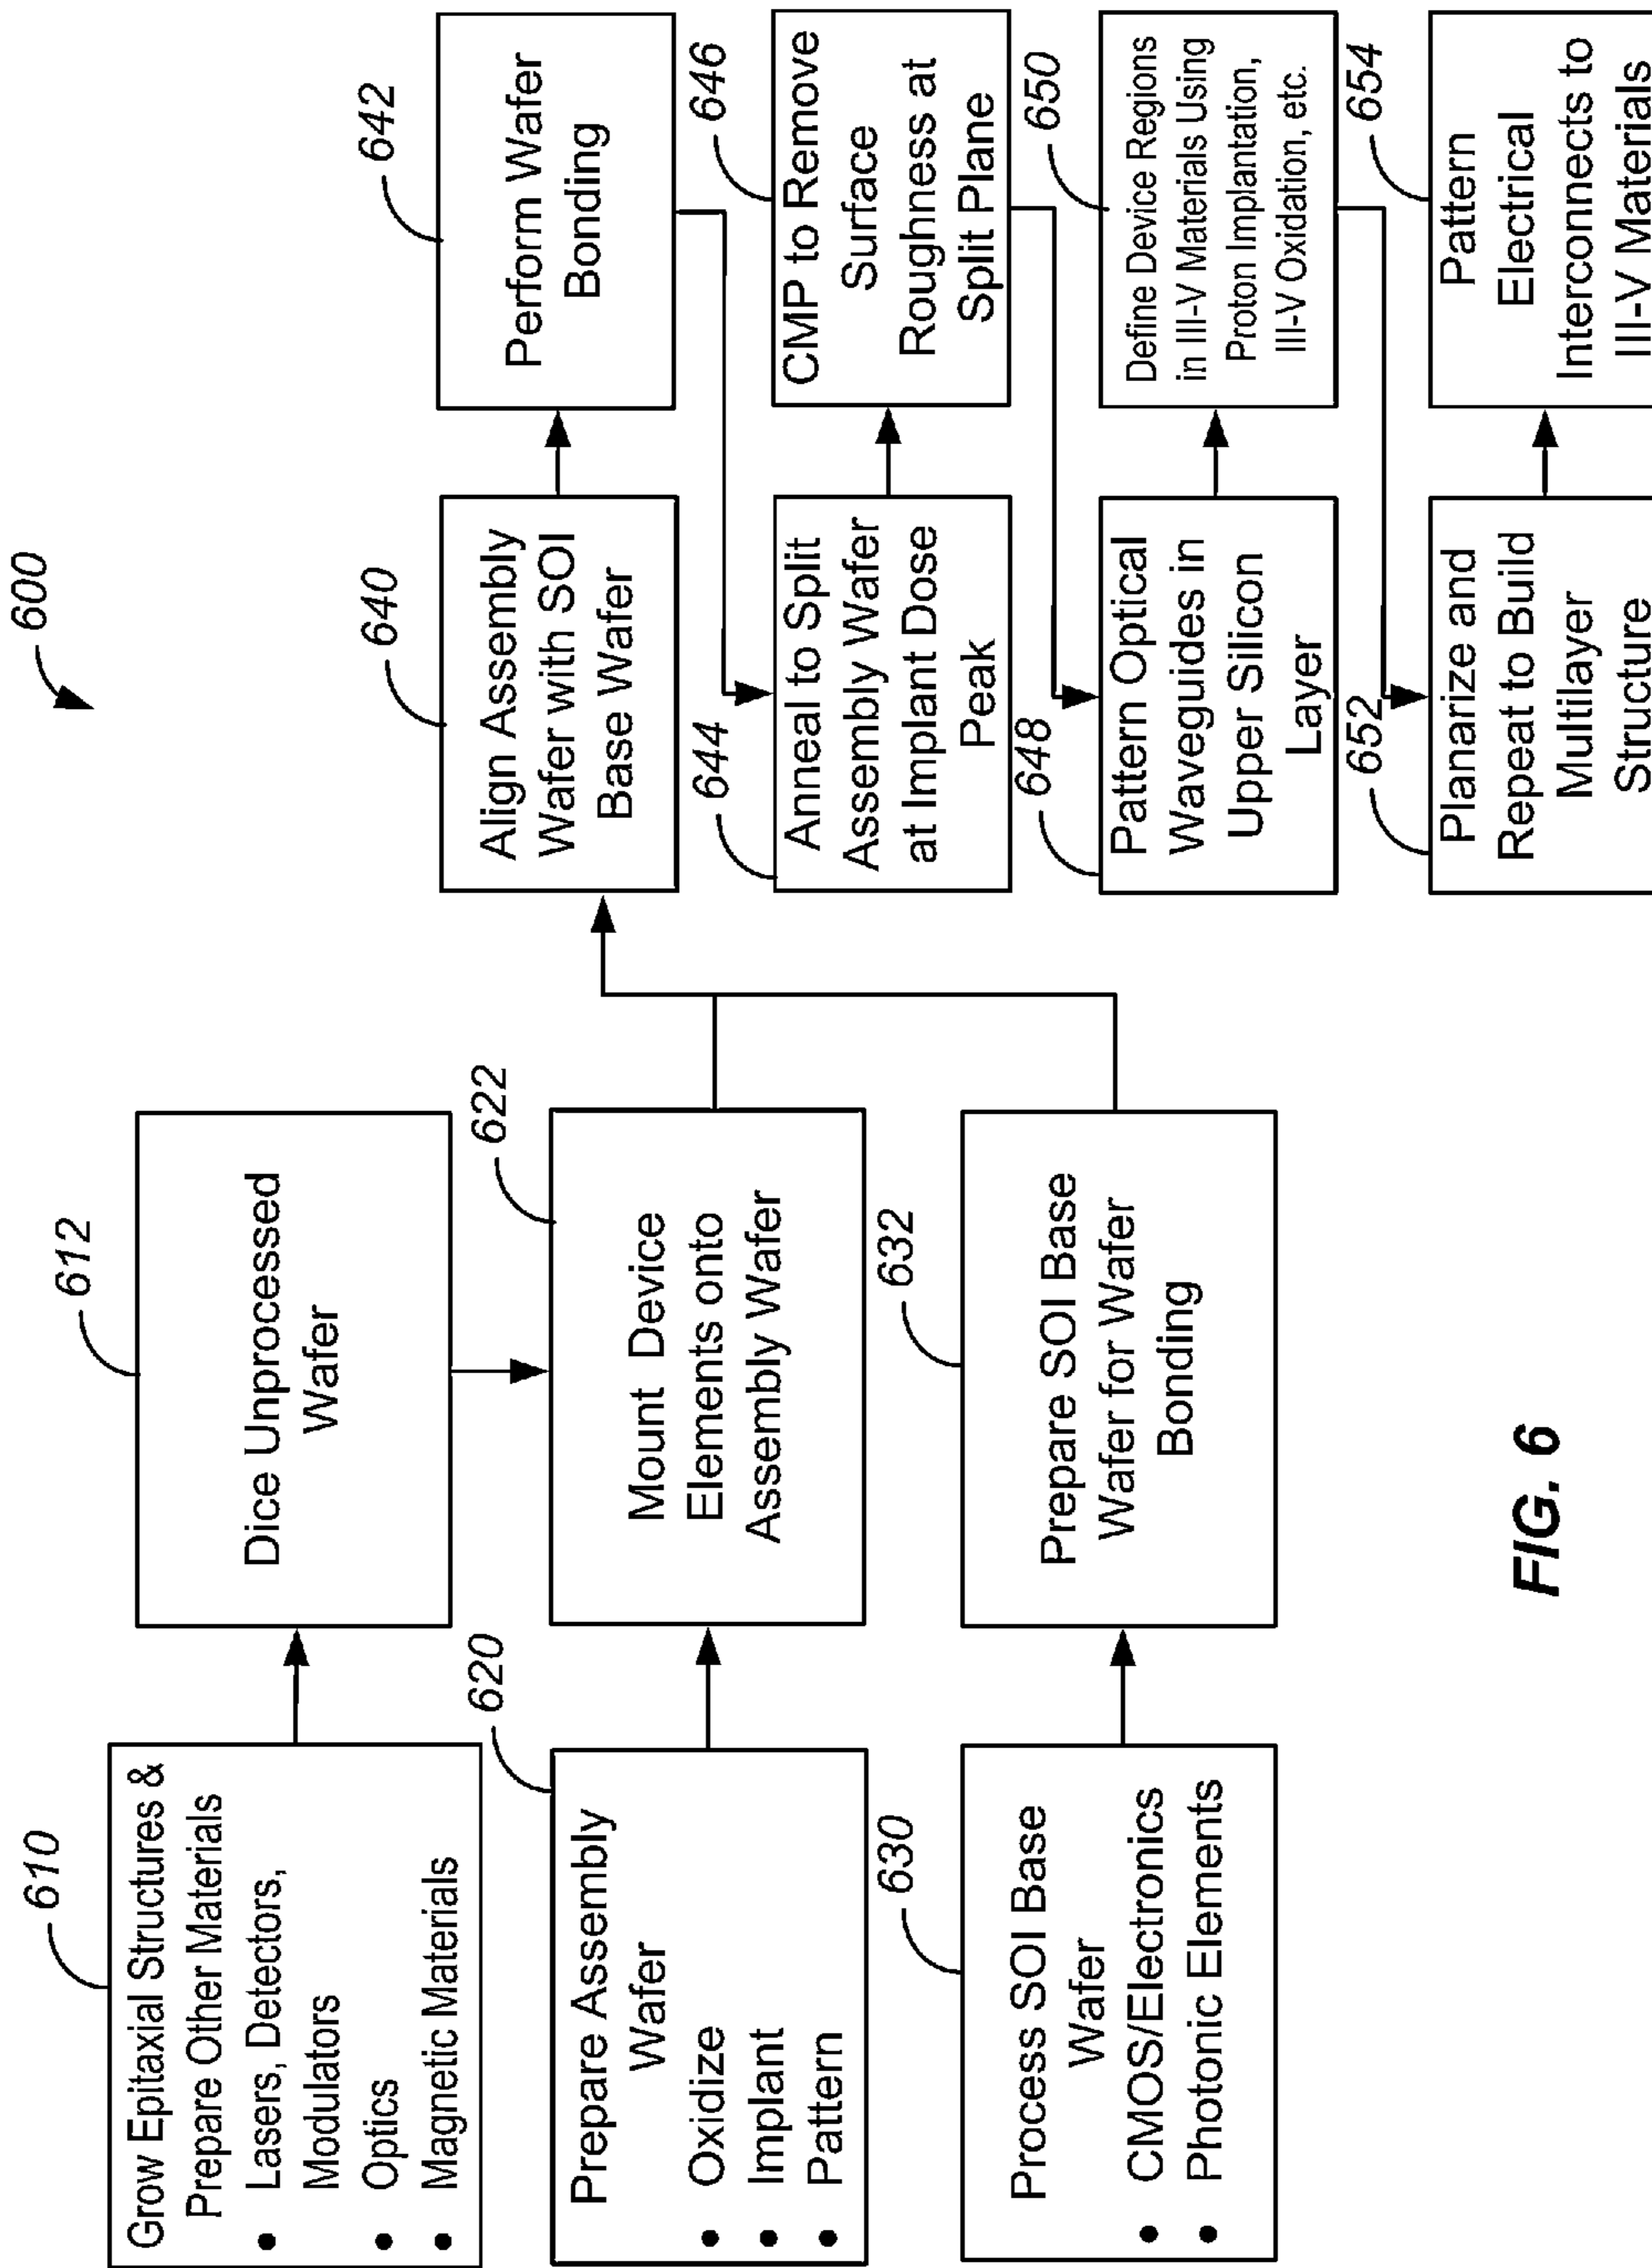 600
610
Grow Epitaxial Structures &
Prepare Other Materials
• Lasers, Detectors,
Modulators
• Optics
• Magnetic Materials
612
Dice Unprocessed
Wafer
620
Prepare Assembly
Wafer
• Oxidize
• Implant
• Pattern
622
Mount Device
Elements onto
Assembly Wafer
630
Process SOI Base
Wafer
• CMOS/Electronics
• Photonic Elements
632
Prepare SOI Base
Wafer for Wafer
Bonding
640
Align Assembly
Wafer with SOI
Base Wafer
642
Perform Wafer
Bonding
644
Anneal to Split
Assembly Wafer
at Implant Dose
Peak
646
CMP to Remove
Surface
Roughness at
Split Plane
648
Pattern Optical
Waveguides in
Upper Silicon
Layer
650
Define Device Regions
in III-V Materials Using
Proton Implantation,
III-V Oxidation, etc.
652
Planarize and
Repeat to Build
Multilayer
Structure
654
Pattern
Electrical
Interconnects to
III-V Materials
FIG. 6